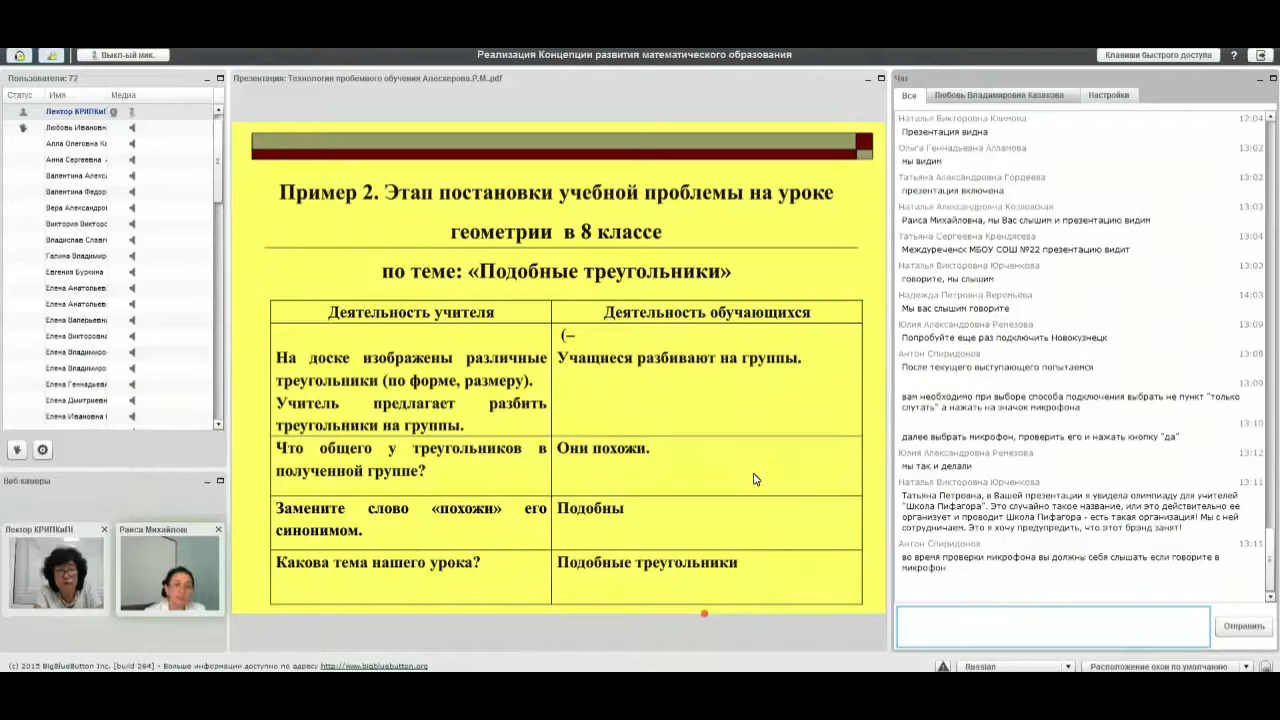 Выкл-ый мик.
Реализация Концепции развития математического образования
Клавиши быстрого доступа
?
Пользователи: 72
Статус Имя Медиа
Лектор КРИПКиП
Любовь Ивановн
Алла Олеговна Ко
Анна Сергеевна
Валентина Алекс
Валентина Федор
Вера Александров
Виктория Викторс
Владислав Славго
Галина Владимир
Евгения Буркина
Елена Анатольев
Елена Анатольев
Елена Валерьевн
Елена Викторовна
Елена Владимиро
Елена Владимиро
Елена Геннадьев
Елена Дмитриевн
Елена Ивановна
Веб-камеры
Лектор КРИПКиПІ
Раиса Михайловн
Презентация: Технология пробемного обучения Алескерова.Р.М..pdf
Пример 2. Этап постановки учебной проблемы на уроке
геометрии в 8 классе
по теме: «Подобные треугольники»
Деятельность учителя
Деятельность обучающихся
На доске изображены различные
треугольники (по форме, размеру).
Учитель предлагает разбить
треугольники на группы.
(–
Учащиеся разбивают на группы.
Что общего у треугольников в
полученной группе?
Они похожи.
Замените слово «похожи» его
синонимом.
Подобны
Какова тема нашего урока?
Подобные треугольники
Чат
Все
Любовь Владимировна Казакова
Настройки
Наталья Викторовна Климова 12:04
Презентация видна
Ольга Геннадьевна Алламова 13:02
мы видим
Татьяна Александровна Гордеева 13:02
презентация включена
Наталья Александровна Козловская 13:03
Раиса Михайловна, мы Вас слышим и презентацию видим
Татьяна Сергеевна Крендясева 13:04
Междуреченск МБОУ СОШ №22 презентацию видит
Наталья Викторовна Юрченкова 13:03
говорите, мы слышим
Надежда Петровна Веромьёва 14:03
Мы вас слышим говорите
Юлия Александровна Ремезова 13:09
Попробуйте еще раз подключить Новокузнецк
Антон Спиридонов 13:08
После текущего выступающего попытаемся
13:09
вам необходимо при выборе способа подключения выбрать не пункт "только
слутать" а нажать на значок микрофона
13:10
далее выбрать микрофон, проверить его и нажать кнопку "да"
Юлия Александровна Ремезова 13:12
мы так и делали
Наталья Викторовна Юрченкова 13:11
Татьяна Петровна, в Вашей презентации я увидела олимпиаду для учителей
"Школа Пифагора". Это случайно такое название, или это действительно ее
организует и проводит Школа Пифагора - есть такая организация! Мы с ней
сотрудничаем. Это я хочу предупредить, что этот брэнд занят!
Антон Спиридонов 13:11
во время проверки микрофона вы должны себя слышать если говорите в
микрофон
Отправить
(c) 2015 BigBlueButton Inc. [build 264] - Больше информации доступно по адресу http://www.bigbluebutton.org
Russian
Расположение окон по умолчанию